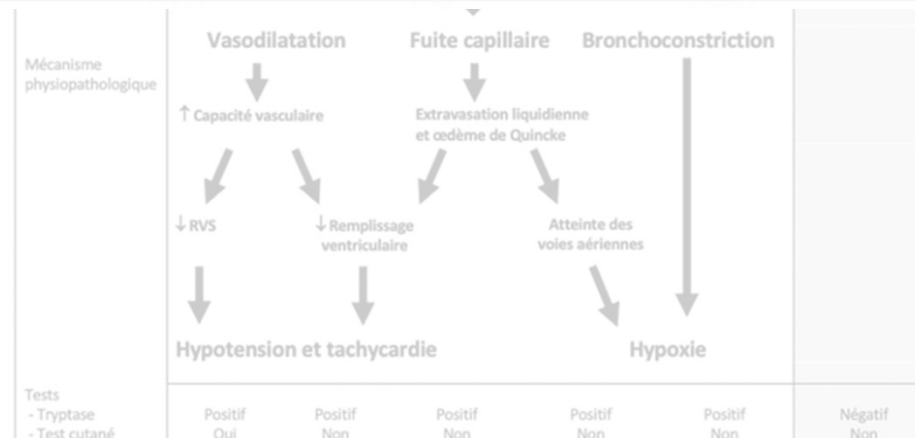 Vasodilatation Fuite capillaire Bronchoconstriction
Mécanisme
physiopathologique
↑ Capacité vasculaire
Extravasation liquidienne
et œdème de Quincke
↓ RVS
↓ Remplissage
ventriculaire
Atteinte des
voies aériennes
Hypotension et tachycardie Hypoxie
Tests
- Tryptase Positif Positif Positif Positif Positif Négatif
- Test cutané Oui Non Non Non Non Non